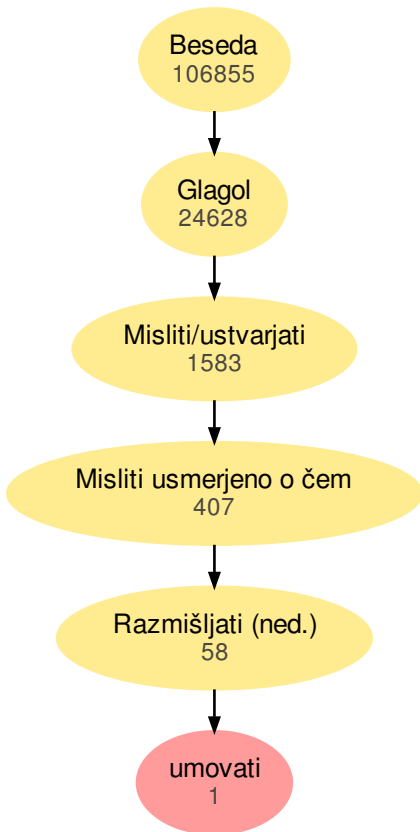 Beseda
106855
Glagol
24628
Misliti/ustvarjati
1583
Misliti usmerjeno o čem
407
Razmišljati (ned.)
58
umovati
1